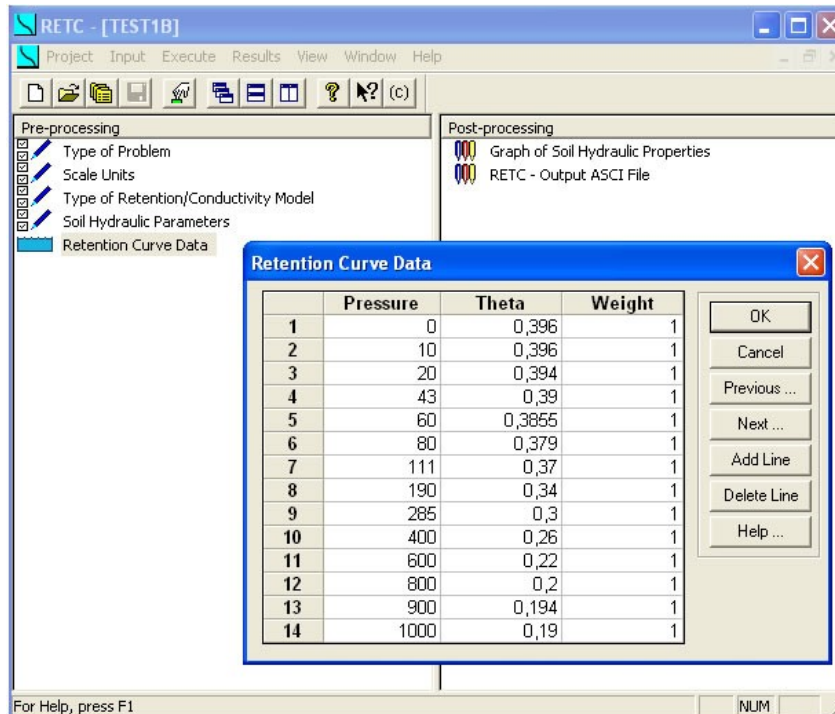 RETC - [TEST1B]
Project Input Execute Results View Window Help
(c)
Pre-processing
Type of Problem
Scale Units
Type of Retention/Conductivity Model
Soil Hydraulic Parameters
Retention Curve Data
Post-processing
Graph of Soil Hydraulic Properties
RETC - Output ASCI File
Retention Curve Data
Pressure Theta Weight
1 0 0,396 1
2 10 0,396 1
3 20 0,394 1
4 43 0,39 1
5 60 0,3855 1
6 80 0,379 1
7 111 0,37 1
8 190 0,34 1
9 285 0,3 1
10 400 0,26 1
11 600 0,22 1
12 800 0,2 1
13 900 0,194 1
14 1000 0,19 1
OK
Cancel
Previous ...
Next ...
Add Line
Delete Line
Help ...
For Help, press F1
NUM